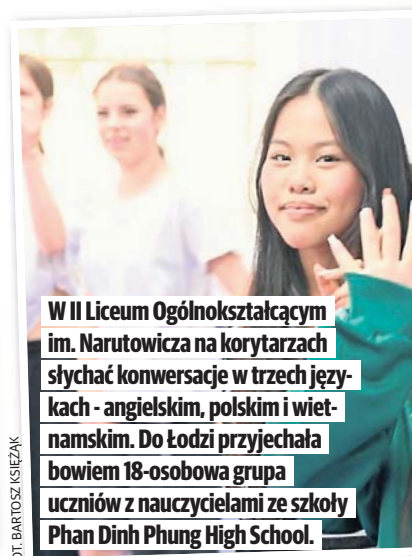 W II Liceum Ogólnokształcącym
im. Narutowicza na korytarzach
słychać konwersacje w trzech języ-
kach - angielskim, polskim i wiet-
namskim. Do Łodzi przyjechała
bowiem 18-osobowa grupa
uczniów z nauczycielami ze szkoły
Phan Dinh Phung High School.
OT. BARTOSZ KSIĘŻAK